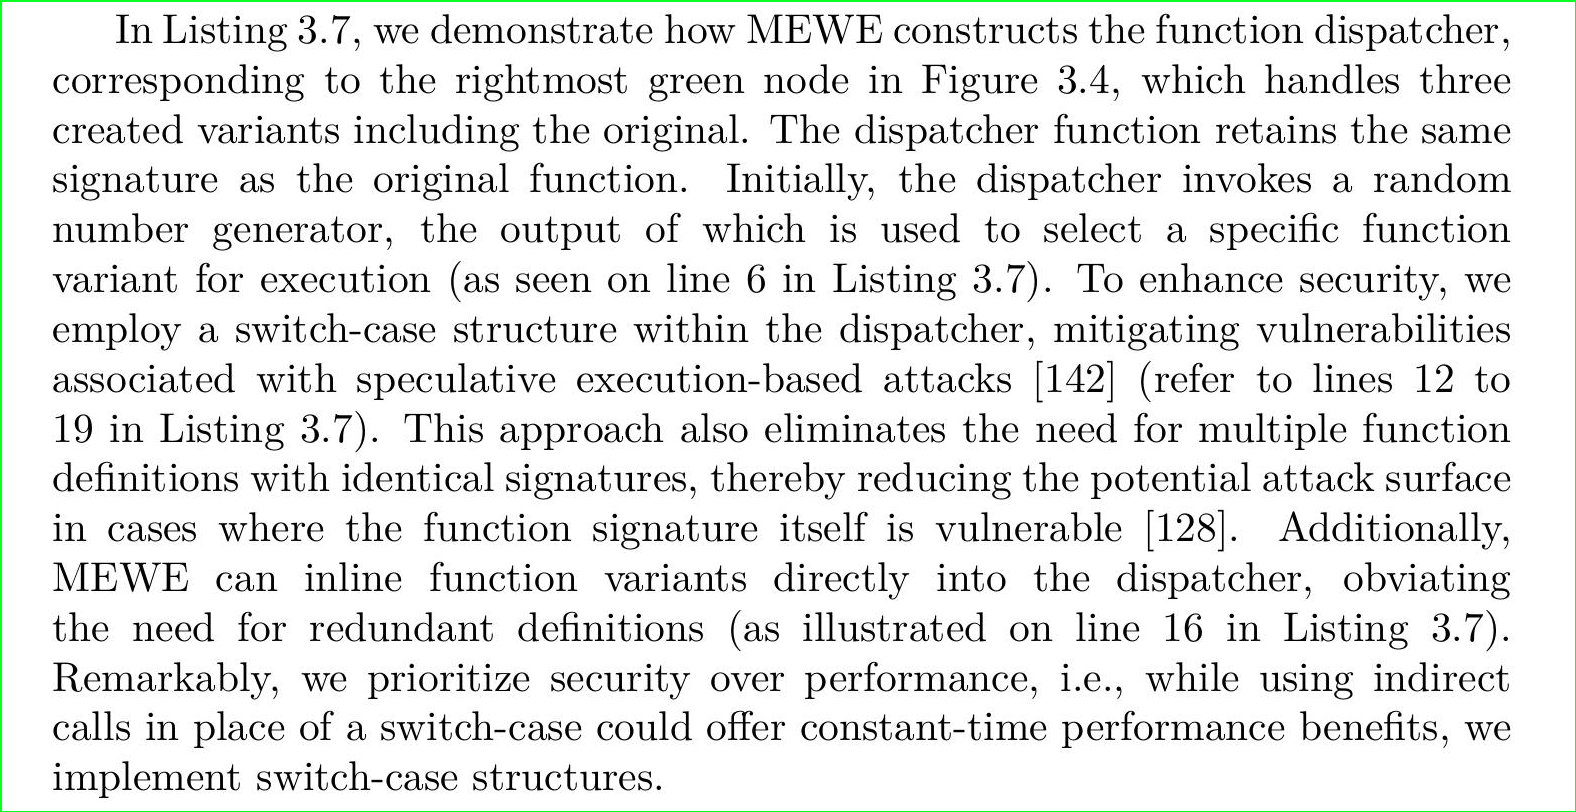 In Listing 3.7, we demonstrate how MEWE constructs the function dispatcher,
corresponding to the rightmost green node in Figure 3.4, which handles three
created variants including the original. The dispatcher function retains the same
signature as the original function. Initially, the dispatcher invokes a random
number generator, the output of which is used to select a specific function
variant for execution (as seen on line 6 in Listing 3.7). To enhance security, we
employ a switch-case structure within the dispatcher, mitigating vulnerabilities
associated with speculative execution-based attacks [142] (refer to lines 12 to
19 in Listing 3.7). This approach also eliminates the need for multiple function
definitions with identical signatures, thereby reducing the potential attack surface
in cases where the function signature itself is vulnerable [128]. Additionally,
MEWE can inline function variants directly into the dispatcher, obviating
the need for redundant definitions (as illustrated on line 16 in Listing 3.7).
Remarkably, we prioritize security over performance, i.e., while using indirect
calls in place of a switch-case could offer constant-time performance benefits, we
implement switch-case structures.